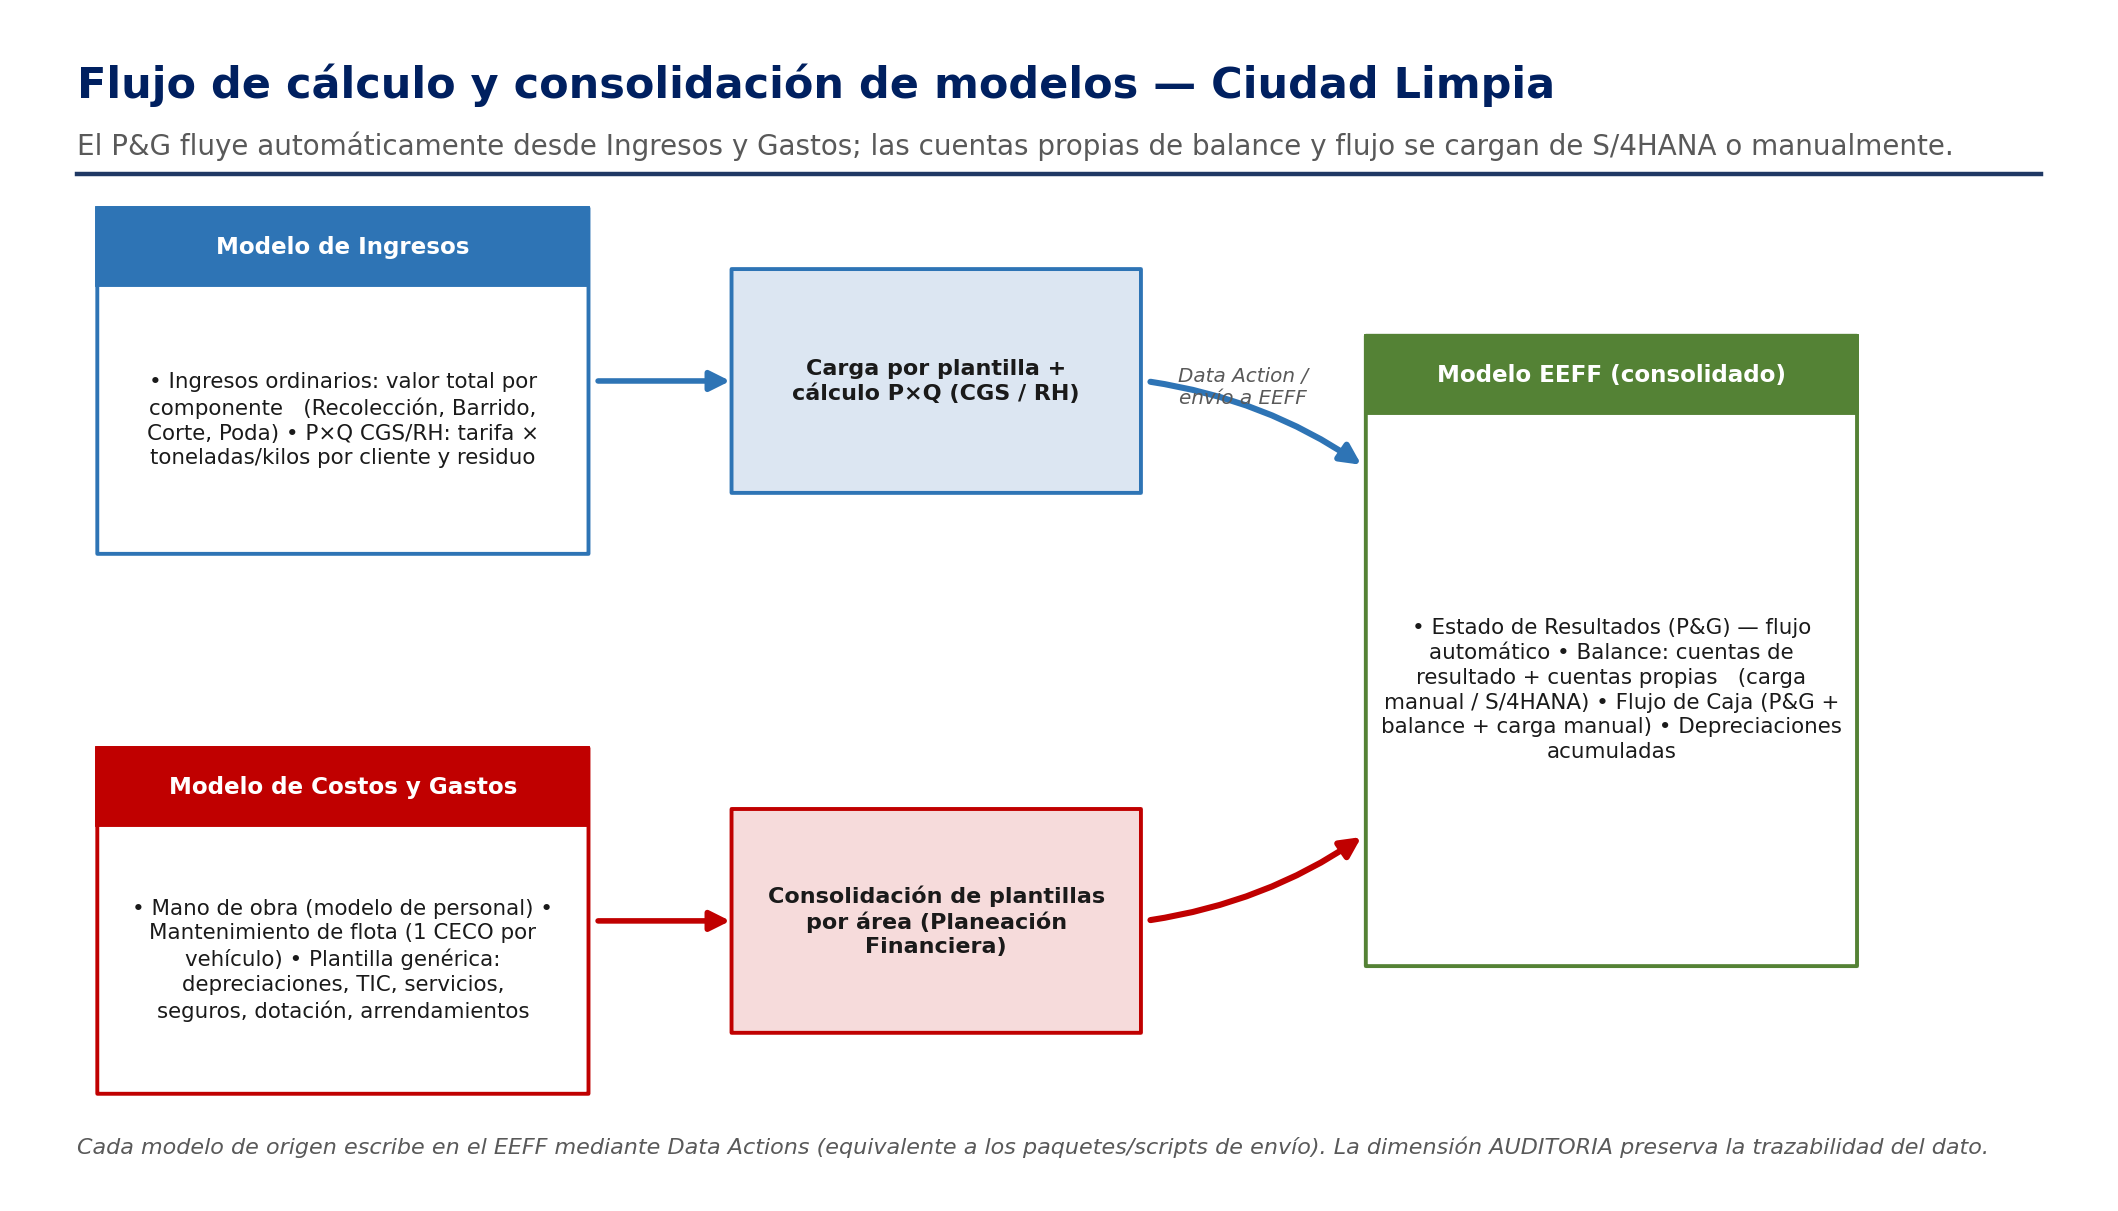 Flujo de cálculo y consolidación de modelos — Ciudad Limpia
El P&G fluye automáticamente desde Ingresos y Gastos; las cuentas propias de balance y flujo se cargan de S/4HANA o manualmente.
Modelo de Ingresos
• Ingresos ordinarios: valor total por
componente (Recolección, Barrido,
Corte, Poda) • P×Q CGS/RH: tarifa ×
toneladas/kilos por cliente y residuo
Carga por plantilla +
cálculo P×Q (CGS / RH)
Data Action /
envío a EEFF
Modelo EEFF (consolidado)
• Estado de Resultados (P&G) — flujo
automático • Balance: cuentas de
resultado + cuentas propias (carga
manual / S/4HANA) • Flujo de Caja (P&G +
balance + carga manual) • Depreciaciones
acumuladas
Modelo de Costos y Gastos
• Mano de obra (modelo de personal) •
Mantenimiento de flota (1 CECO por
vehículo) • Plantilla genérica:
depreciaciones, TIC, servicios,
seguros, dotación, arrendamientos
Consolidación de plantillas
por área (Planeación
Financiera)
Cada modelo de origen escribe en el EEFF mediante Data Actions (equivalente a los paquetes/scripts de envío). La dimensión AUDITORIA preserva la trazabilidad del dato.